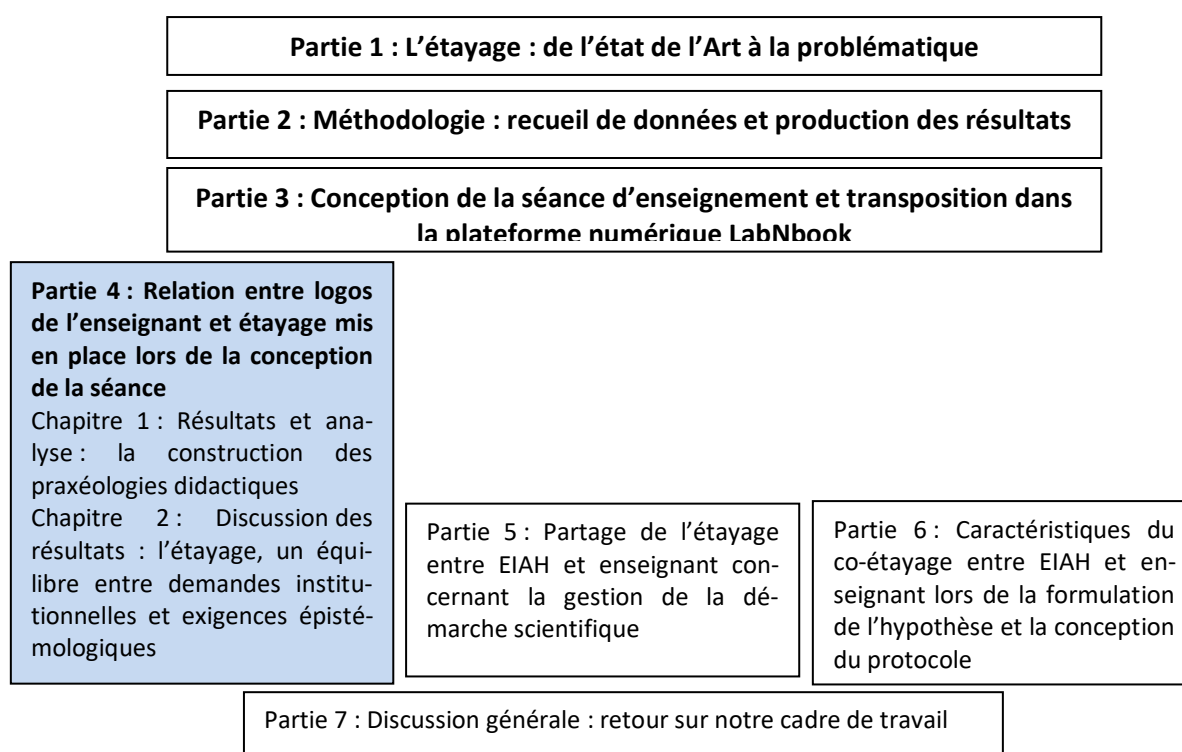 Partie 1 : L’étayage : de l’état de l’Art à la problématique
Partie 2 : Méthodologie : recueil de données et production des résultats
Partie 3 : Conception de la séance d’enseignement et transposition dans
la plateforme numérique LabNbook
Partie 4 : Relation entre logos
de l’enseignant et étayage mis
en place lors de la conception
de la séance
Chapitre 1 : Résultats et ana-
lyse : la construction des
praxéologies didactiques
Chapitre 2 : Discussion des
résultats : l’étayage, un équi-
libre entre demandes institu-
tionnelles et exigences épisté-
mologiques
Partie 5 : Partage de l’étayage
entre EIAH et enseignant con-
cernant la gestion de la dé-
marche scientifique
Partie 6 : Caractéristiques du
co-étayage entre EIAH et en-
seignant lors de la formulation
de l’hypothèse et la conception
du protocole
Partie 7 : Discussion générale : retour sur notre cadre de travail